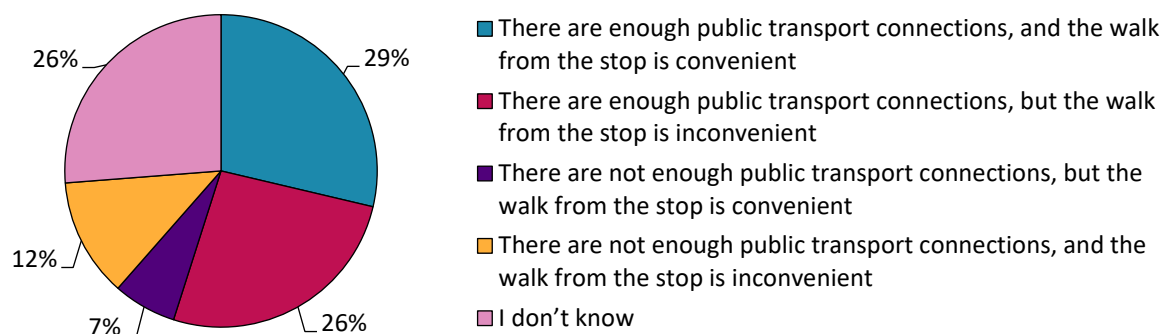 26%
29%
12%
7%
26%
There are enough public transport connections, and the walk
from the stop is convenient
There are enough public transport connections, but the walk
from the stop is inconvenient
There are not enough public transport connections, but the
walk from the stop is convenient
There are not enough public transport connections, and the
walk from the stop is inconvenient
I don’t know